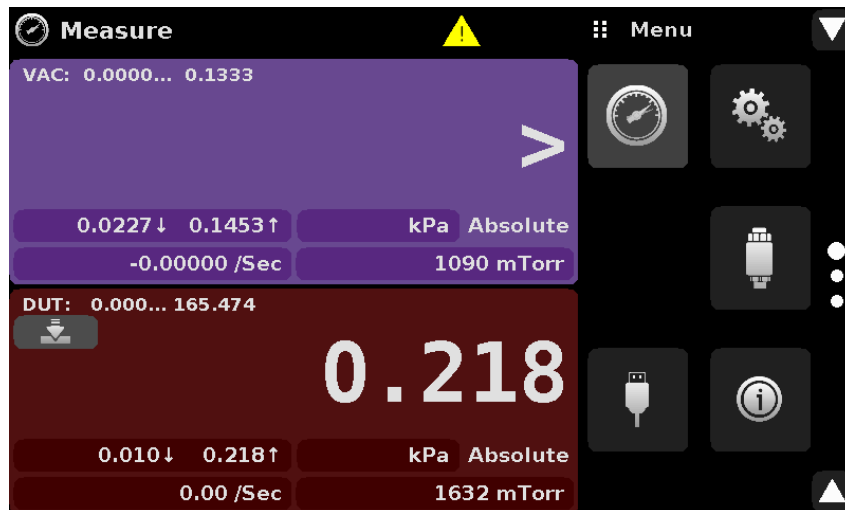 Measure
! 
Menu
VAC: 0.0000... 0.1333
>
0.0227↓ 0.1453↑
kPa Absolute
-0.00000 /Sec
1090 mTorr
DUT: 0.000... 165.474
0.218
0.010↓ 0.218↑
kPa Absolute
0.00 /Sec
1632 mTorr
i